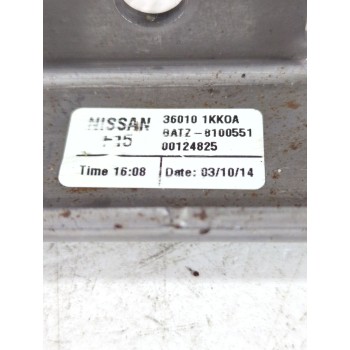 NISSAN 36010 1KK0A
F15 8ATZ-8100551
00124825
Time 16:08 Date: 03/10/14